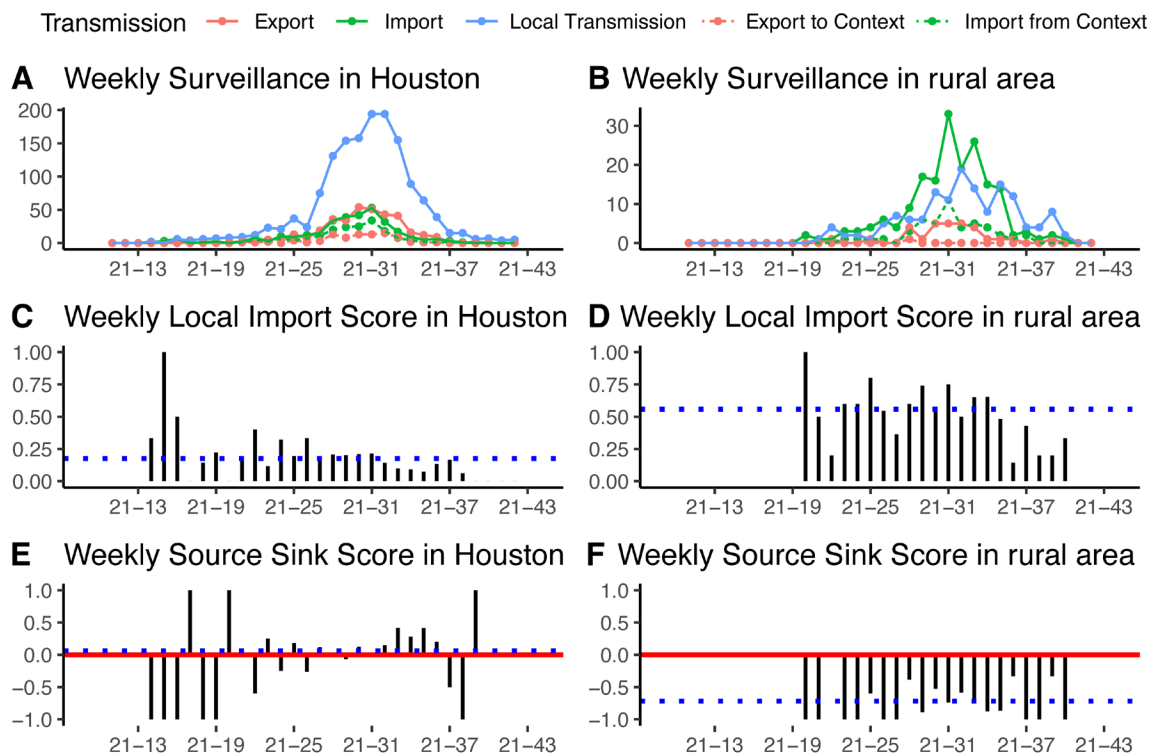 Transmission Export Import Local Transmission Export to Context Import from Context
A Weekly Surveillance in Houston
200
150
100
50
0
21−13 21−19 21−25 21−31 21−37 21−43
B Weekly Surveillance in rural area
30
20
10
0
21−13 21−19 21−25 21−31 21−37 21−43
C Weekly Local Import Score in Houston
1.00
0.75
0.50
0.25
0.00
21−13 21−19 21−25 21−31 21−37 21−43
D Weekly Local Import Score in rural area
1.00
0.75
0.50
0.25
0.00
21−13 21−19 21−25 21−31 21−37 21−43
E Weekly Source Sink Score in Houston
1.0
0.5
0.0
−0.5
−1.0
21−13 21−19 21−25 21−31 21−37 21−43
F Weekly Source Sink Score in rural area
1.0
0.5
0.0
−0.5
−1.0
21−13 21−19 21−25 21−31 21−37 21−43